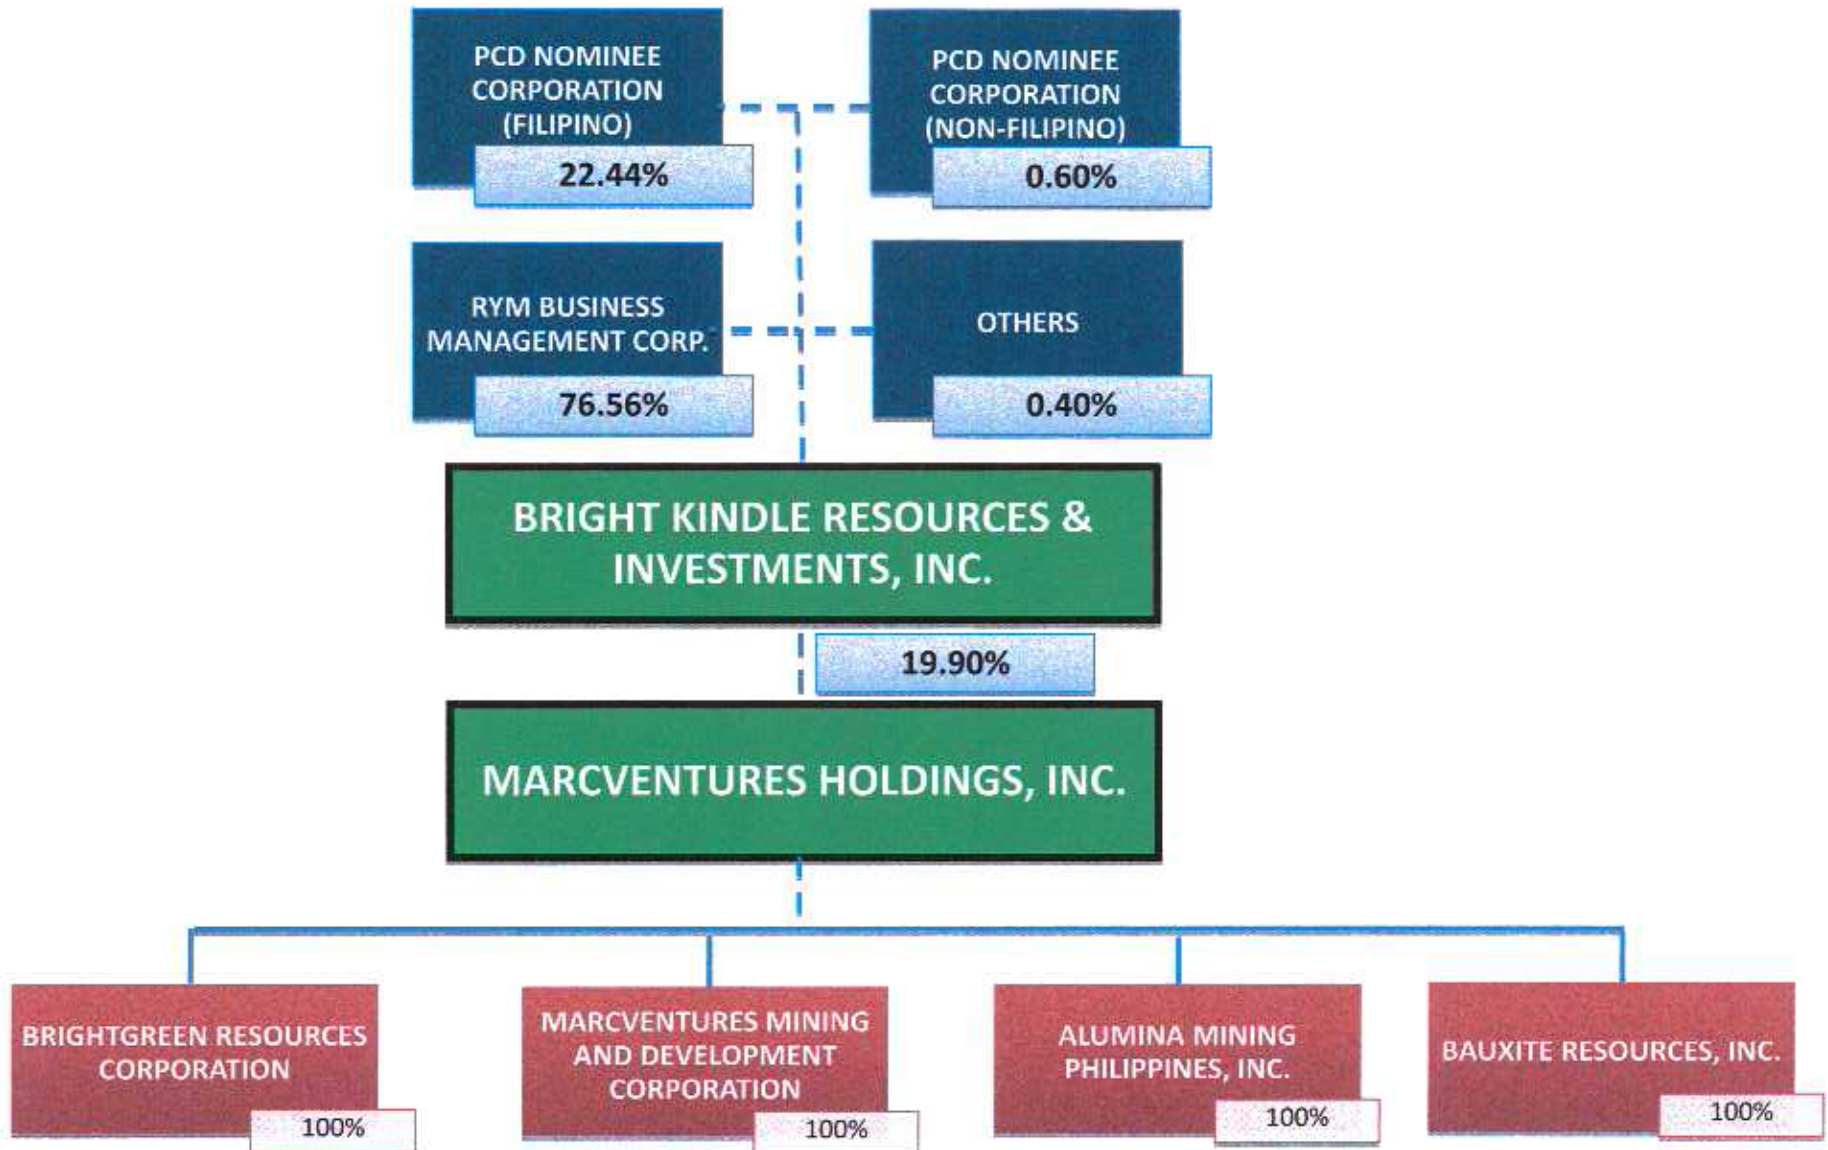 PCD NOMINEE
CORPORATION
(FILIPINO)
22.44%
PCD NOMINEE
CORPORATION
(NON-FILIPINO)
0.60%
RYM BUSINESS
MANAGEMENT CORP.
76.56%
OTHERS
0.40%
BRIGHT KINDLE RESOURCES &
INVESTMENTS, INC.
19.90%
MARCVENTURES HOLDINGS, INC.
BRIGHTGREEN RESOURCES
CORPORATION
100%
MARCVENTURES MINING
AND DEVELOPMENT
CORPORATION
100%
ALUMINA MINING
PHILIPPINES, INC.
100%
BAUXITE RESOURCES, INC.
100%